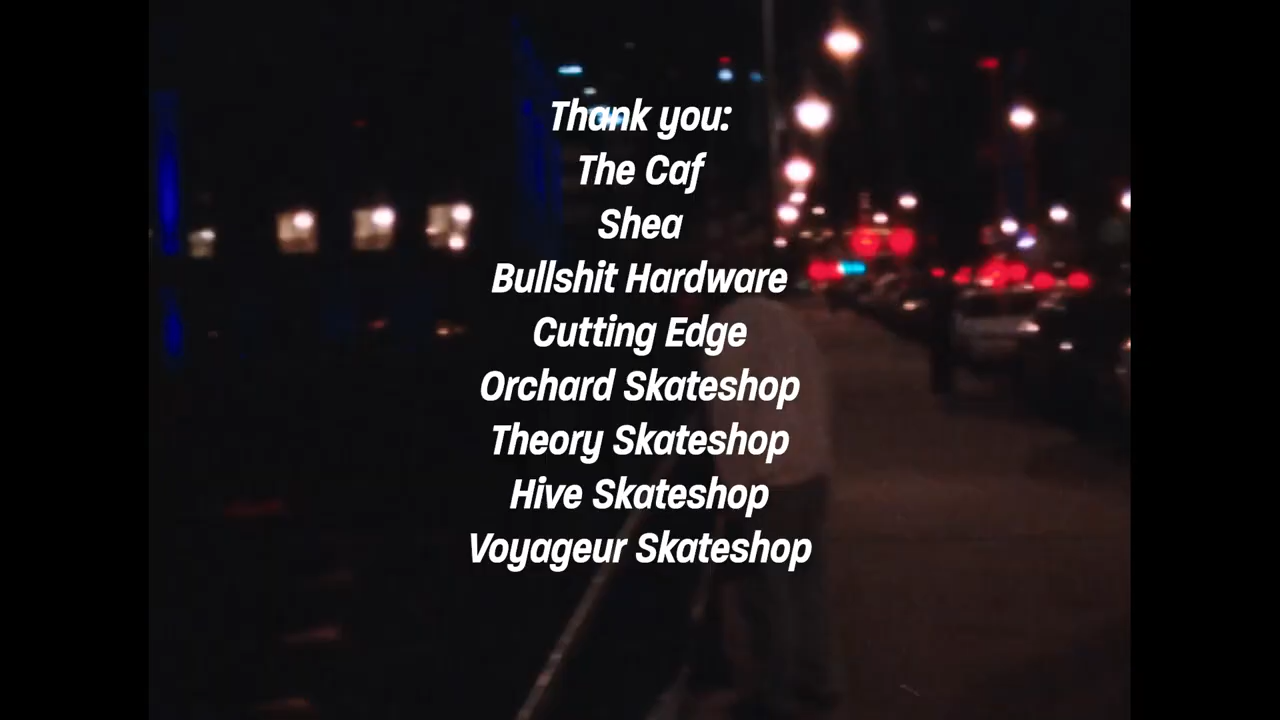 Thank you:
The Caf
Shea
Bullshit Hardware
Cutting Edge
Orchard Skateshop
Theory Skateshop
Hive Skateshop
Voyageur Skateshop